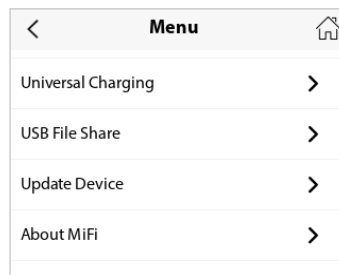 Menu
Universal Charging
USB File Share
Update Device
About MiFi